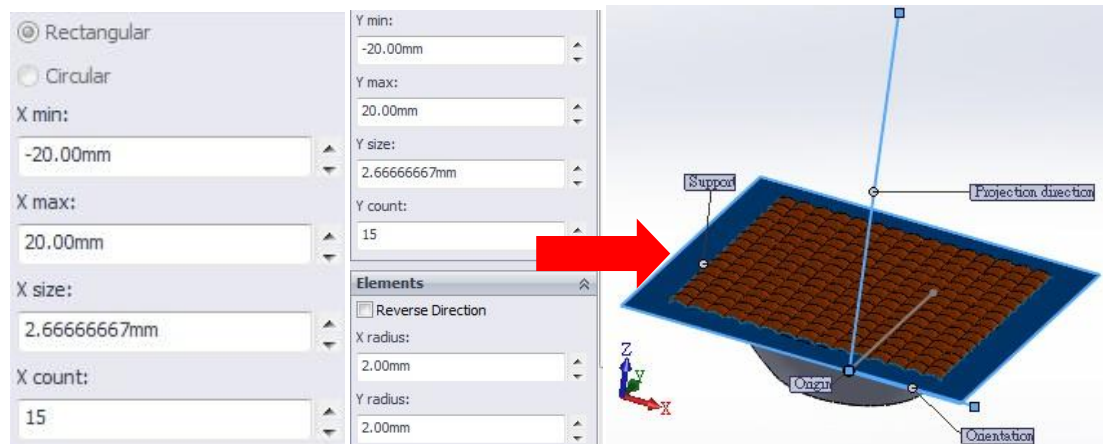 Rectangular
Circular
X min:
-20.00mm
X max:
20.00mm
X size:
2.66666667mm
X count:
15
Y min:
-20.00mm
Y max:
20.00mm
Y size:
2.66666667mm
Y count:
15
Elements
Reverse Direction
X radius:
2.00mm
Y radius:
2.00mm
Support
Projection direction
Origin
Orientation
Z
Y
X